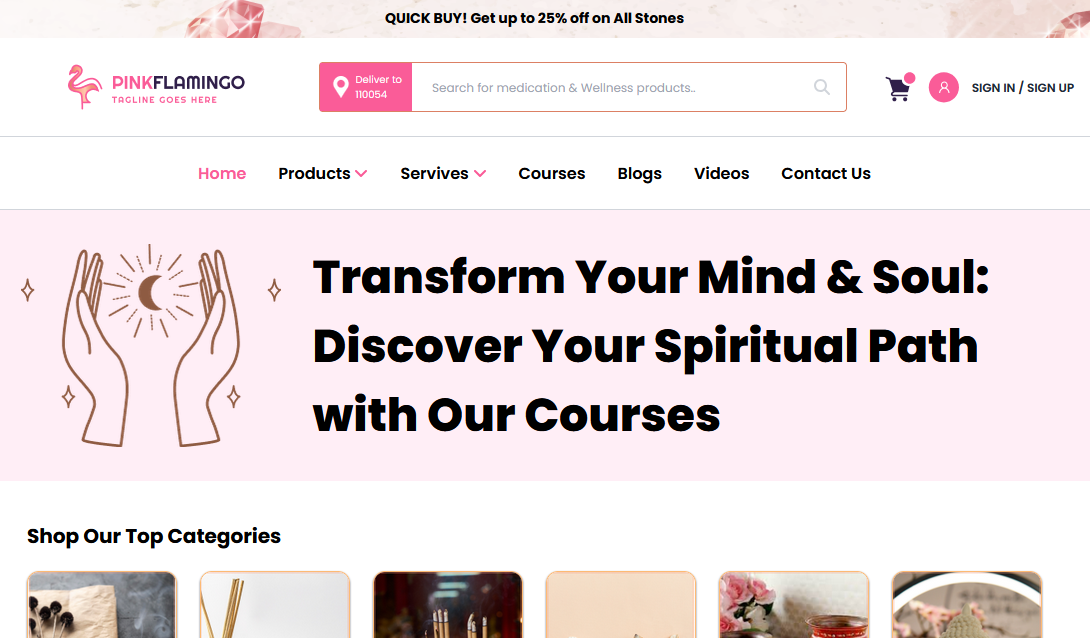 QUICK BUY! Get up to 25% off on All Stones
PINKFLAMINGO
TAGLINE GOES HERE
Deliver to
110054
Search for medication & Wellness products..
SIGN IN / SIGN UP
Home Products Servives Courses Blogs Videos Contact Us
Transform Your Mind & Soul:
Discover Your Spiritual Path
with Our Courses
Shop Our Top Categories